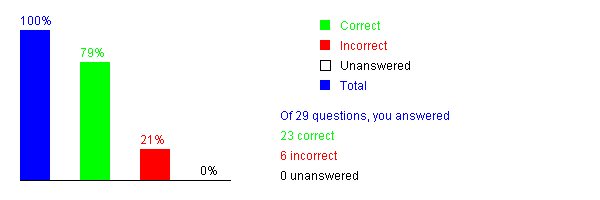 100%
79%
21%
0%
Correct
Incorrect
Unanswered
Total
Of 29 questions, you answered
23 correct
6 incorrect
0 unanswered